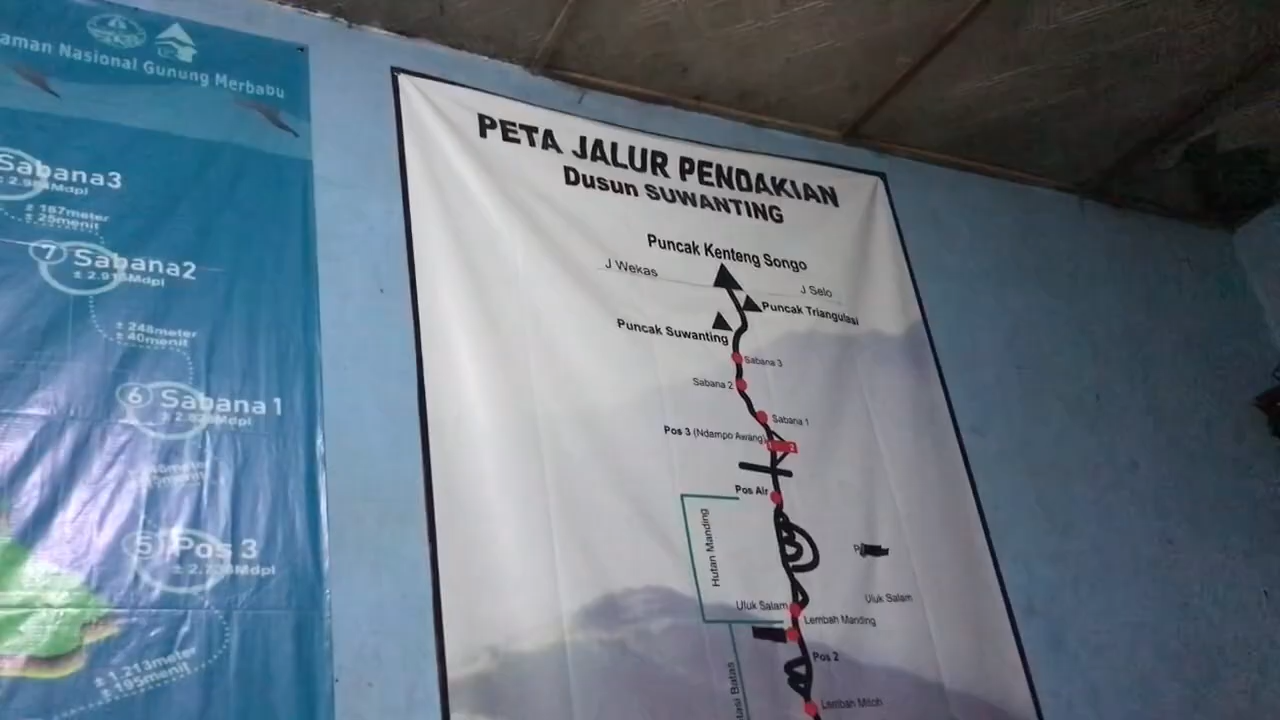 aman Nasional Gunung Merbabu
Sabana3
± 167meter
± 25menit
7 Sabana2
± 248meter
± 40menit
6 Sabana 1
5 Pos 3
± 1.213meter
± 195menit
PETA JALUR PENDAKIAN
Dusun SUWANTING
Puncak Kenteng Songo
J Wekas
J Selo
Puncak Triangulasi
Puncak Suwanting
Sabana 3
Sabana 2
Sabana 1
Pos 3 (Ndampo Awang)
Pos Air
Hutan Manding
Uluk Salam
Uluk Salam
Lembah Manding
Pos 2
Lembah Mitoh
Batas